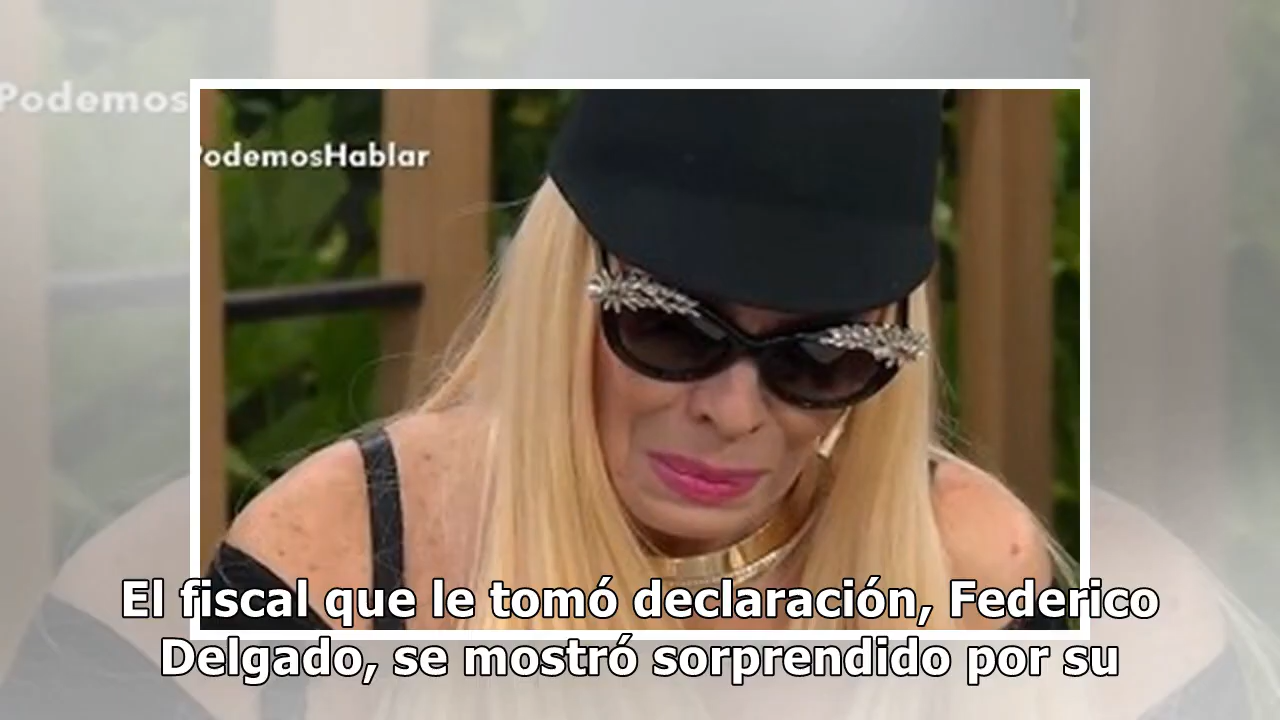 Podemos
PodemosHablar
El fiscal que le tomó declaración, Federico
Delgado, se mostró sorprendido por su